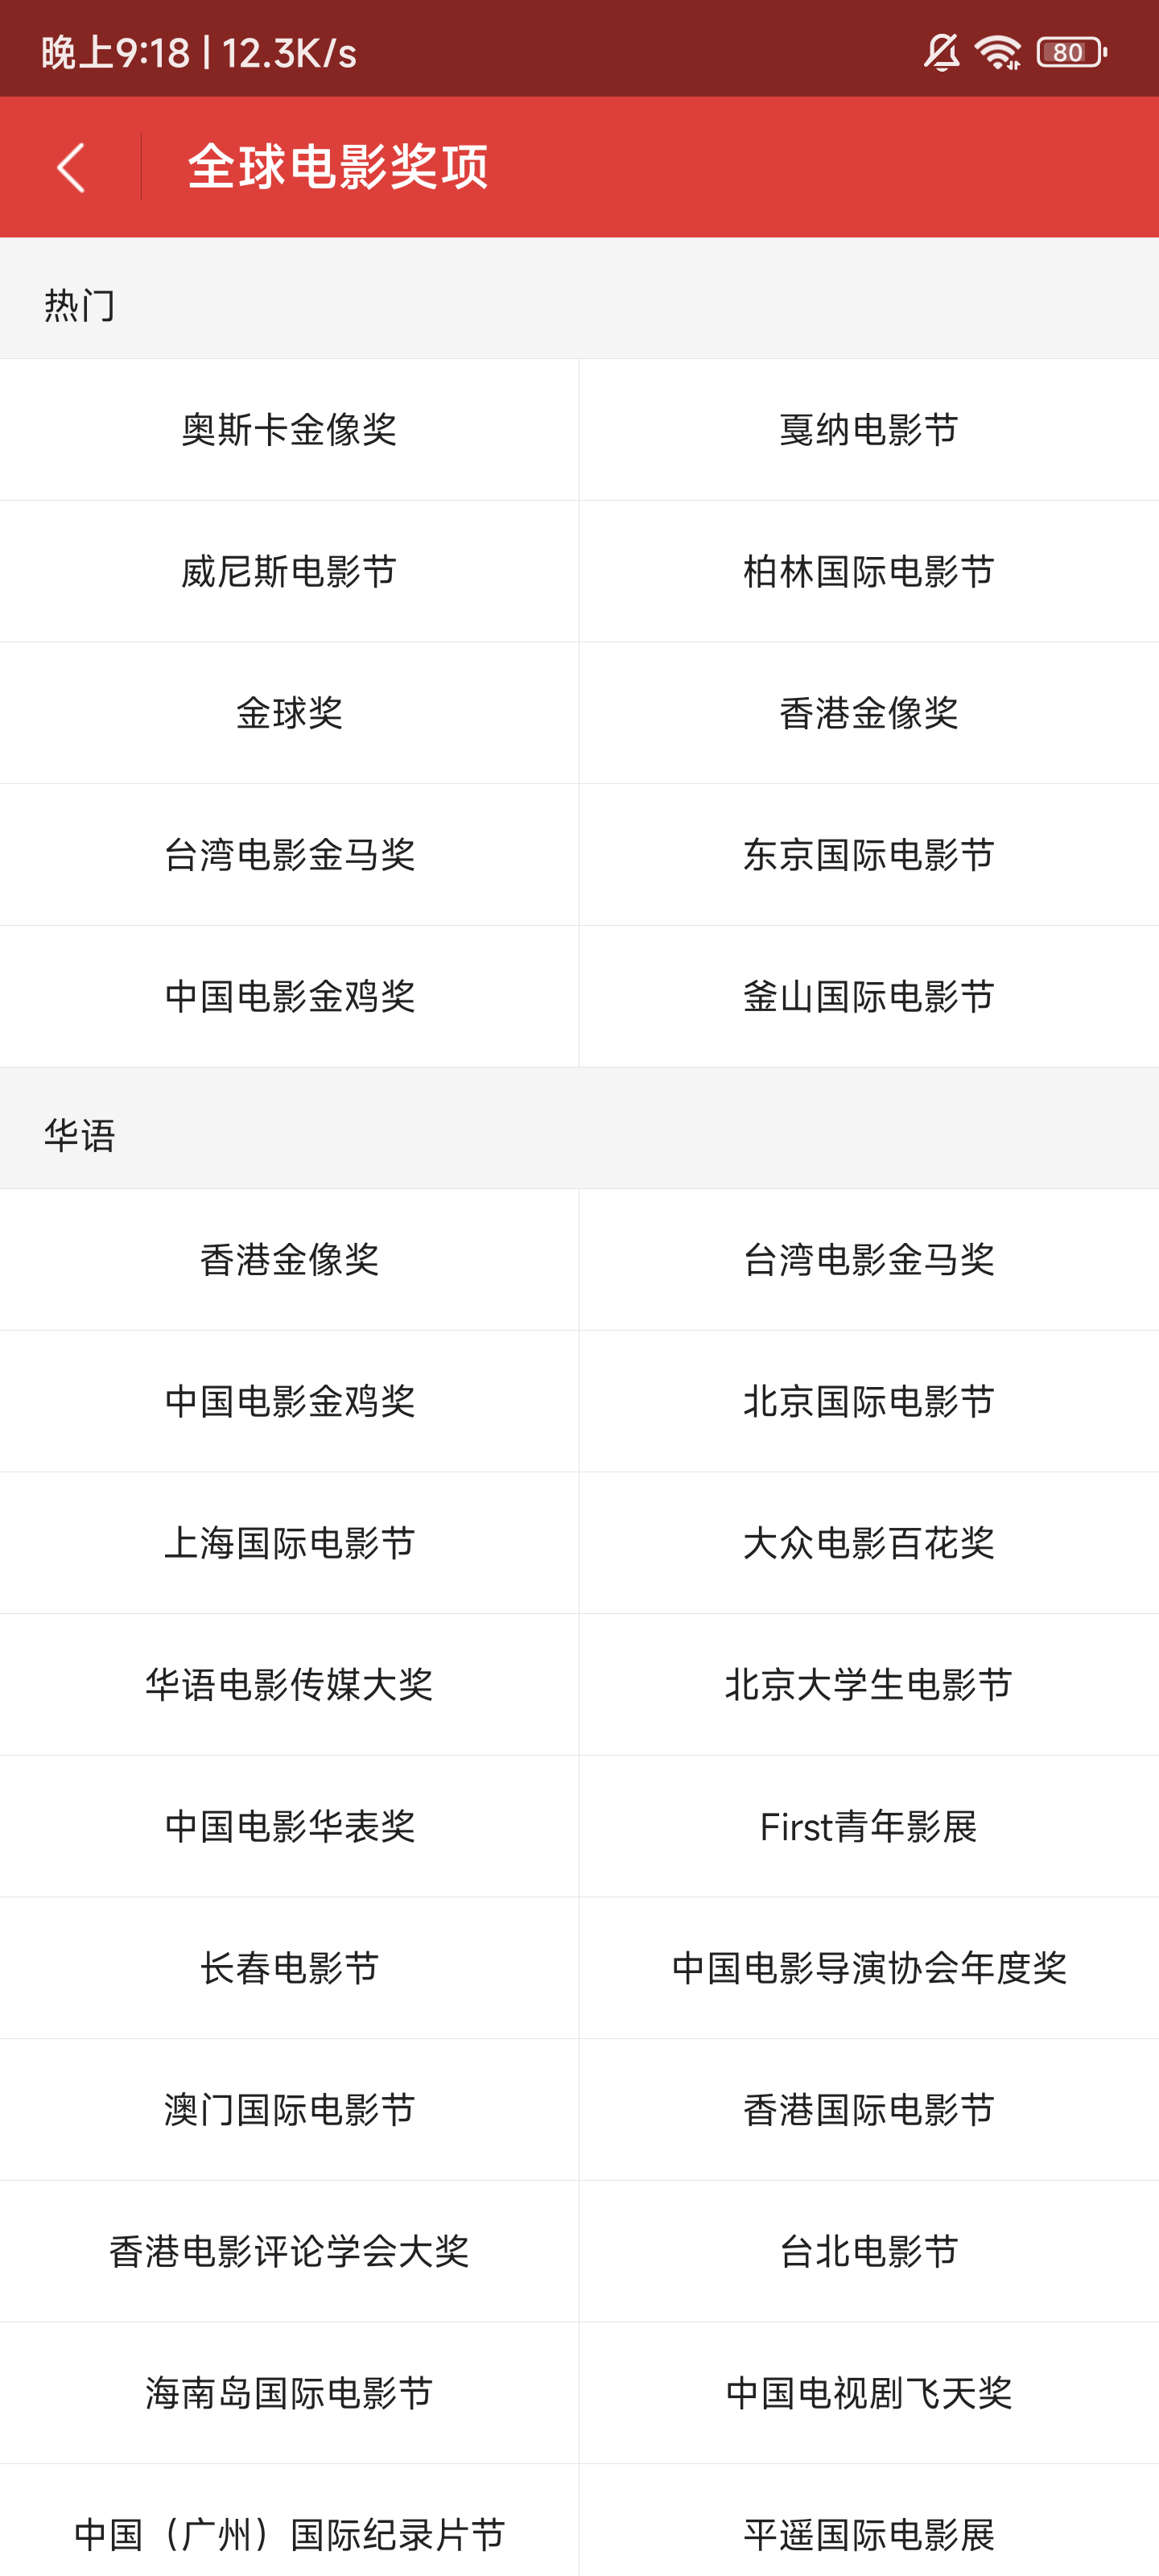 晚上9:18 | 12.3K/s
80
全球电影奖项
热门
奥斯卡金像奖
戛纳电影节
威尼斯电影节
柏林国际电影节
金球奖
香港金像奖
台湾电影金马奖
东京国际电影节
中国电影金鸡奖
釜山国际电影节
华语
香港金像奖
台湾电影金马奖
中国电影金鸡奖
北京国际电影节
上海国际电影节
大众电影百花奖
华语电影传媒大奖
北京大学生电影节
中国电影华表奖
First青年影展
长春电影节
中国电影导演协会年度奖
澳门国际电影节
香港国际电影节
香港电影评论学会大奖
台北电影节
海南岛国际电影节
中国电视剧飞天奖
中国（广州）国际纪录片节
平遥国际电影展